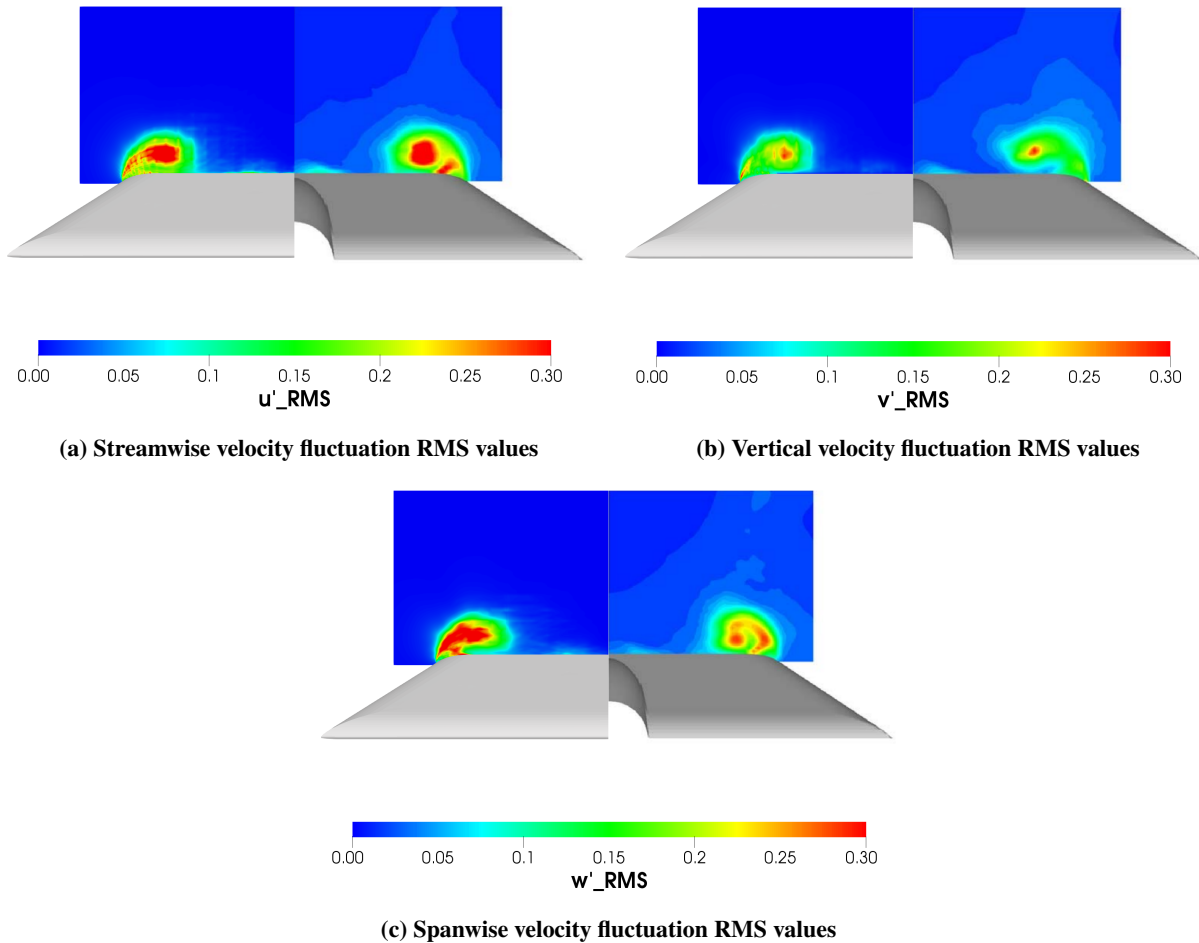 0.00 0.05 0.1 0.15 0.2 0.25 0.30
u'_RMS
(a) Streamwise velocity fluctuation RMS values
0.00 0.05 0.1 0.15 0.2 0.25 0.30
v'_RMS
(b) Vertical velocity fluctuation RMS values
0.00 0.05 0.1 0.15 0.2 0.25 0.30
w'_RMS
(c) Spanwise velocity fluctuation RMS values